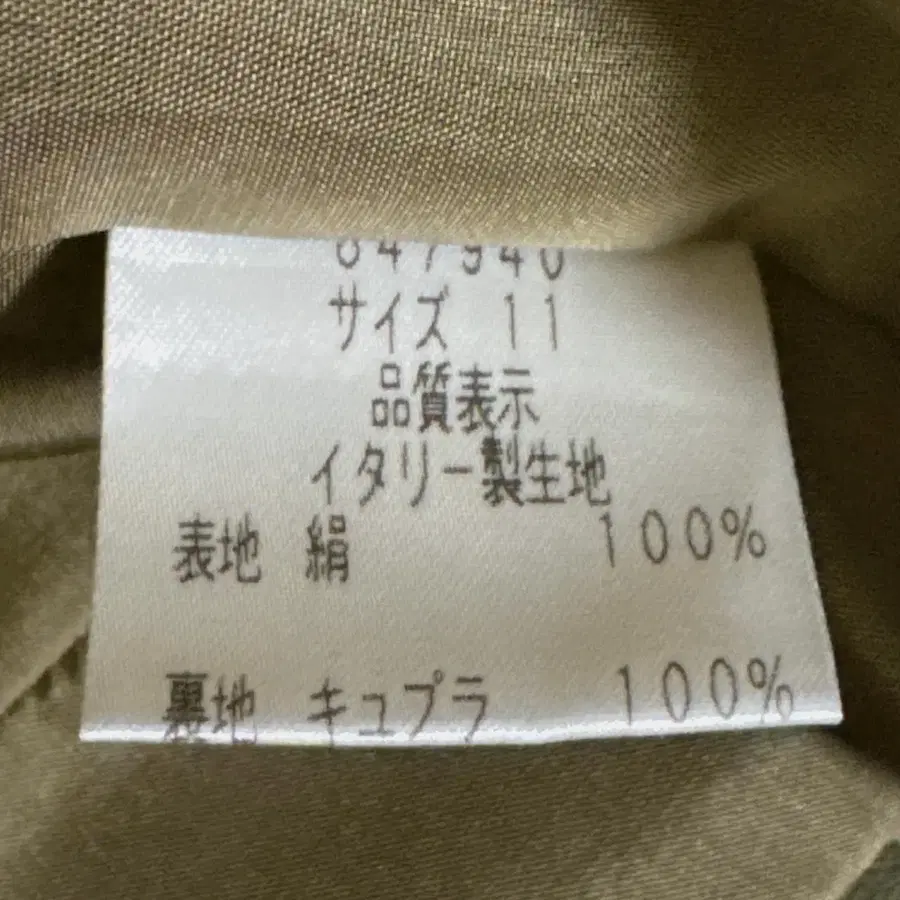 サイズ 11
品質表示
イタリー製生地
表地 絹 100%
裏地 キュプラ 100%